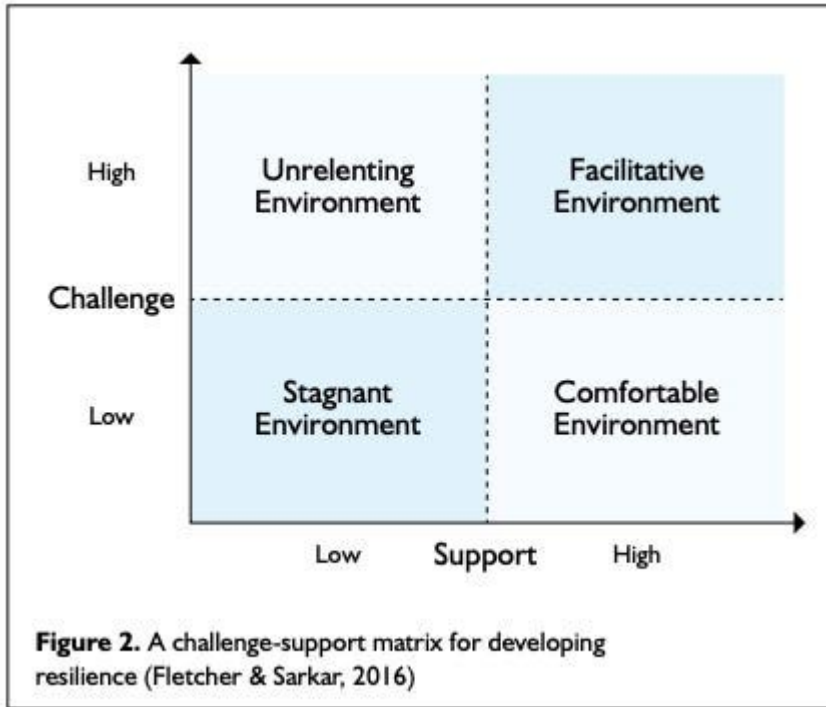 High
Unrelenting
Environment
Facilitative
Environment
Challenge
Low
Stagnant
Environment
Comfortable
Environment
Low
Support
High
Figure 2. A challenge-support matrix for developing
resilience (Fletcher & Sarkar, 2016)